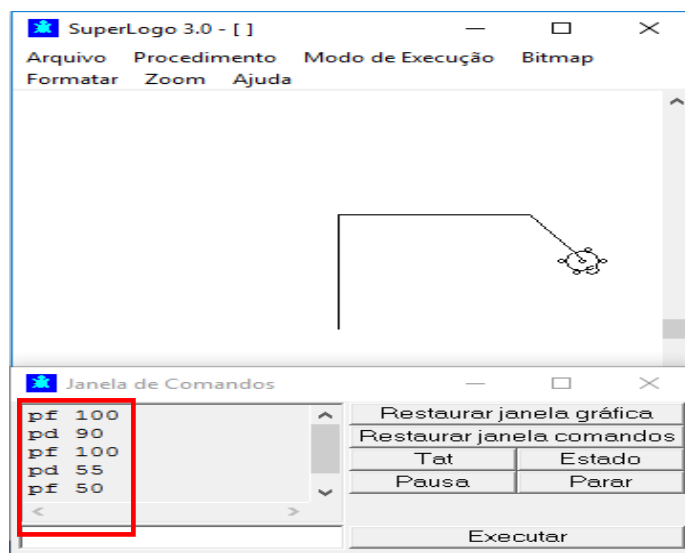 SuperLogo 3.0 - [ ]
Arquivo Procedimento Modo de Execução Bitmap
Formatar Zoom Ajuda
Janela de Comandos
pf 100
pd 90
pf 100
pd 55
pf 50
Restaurar janela gráfica
Restaurar janela comandos
Tat Estado
Pausa Parar
Executar